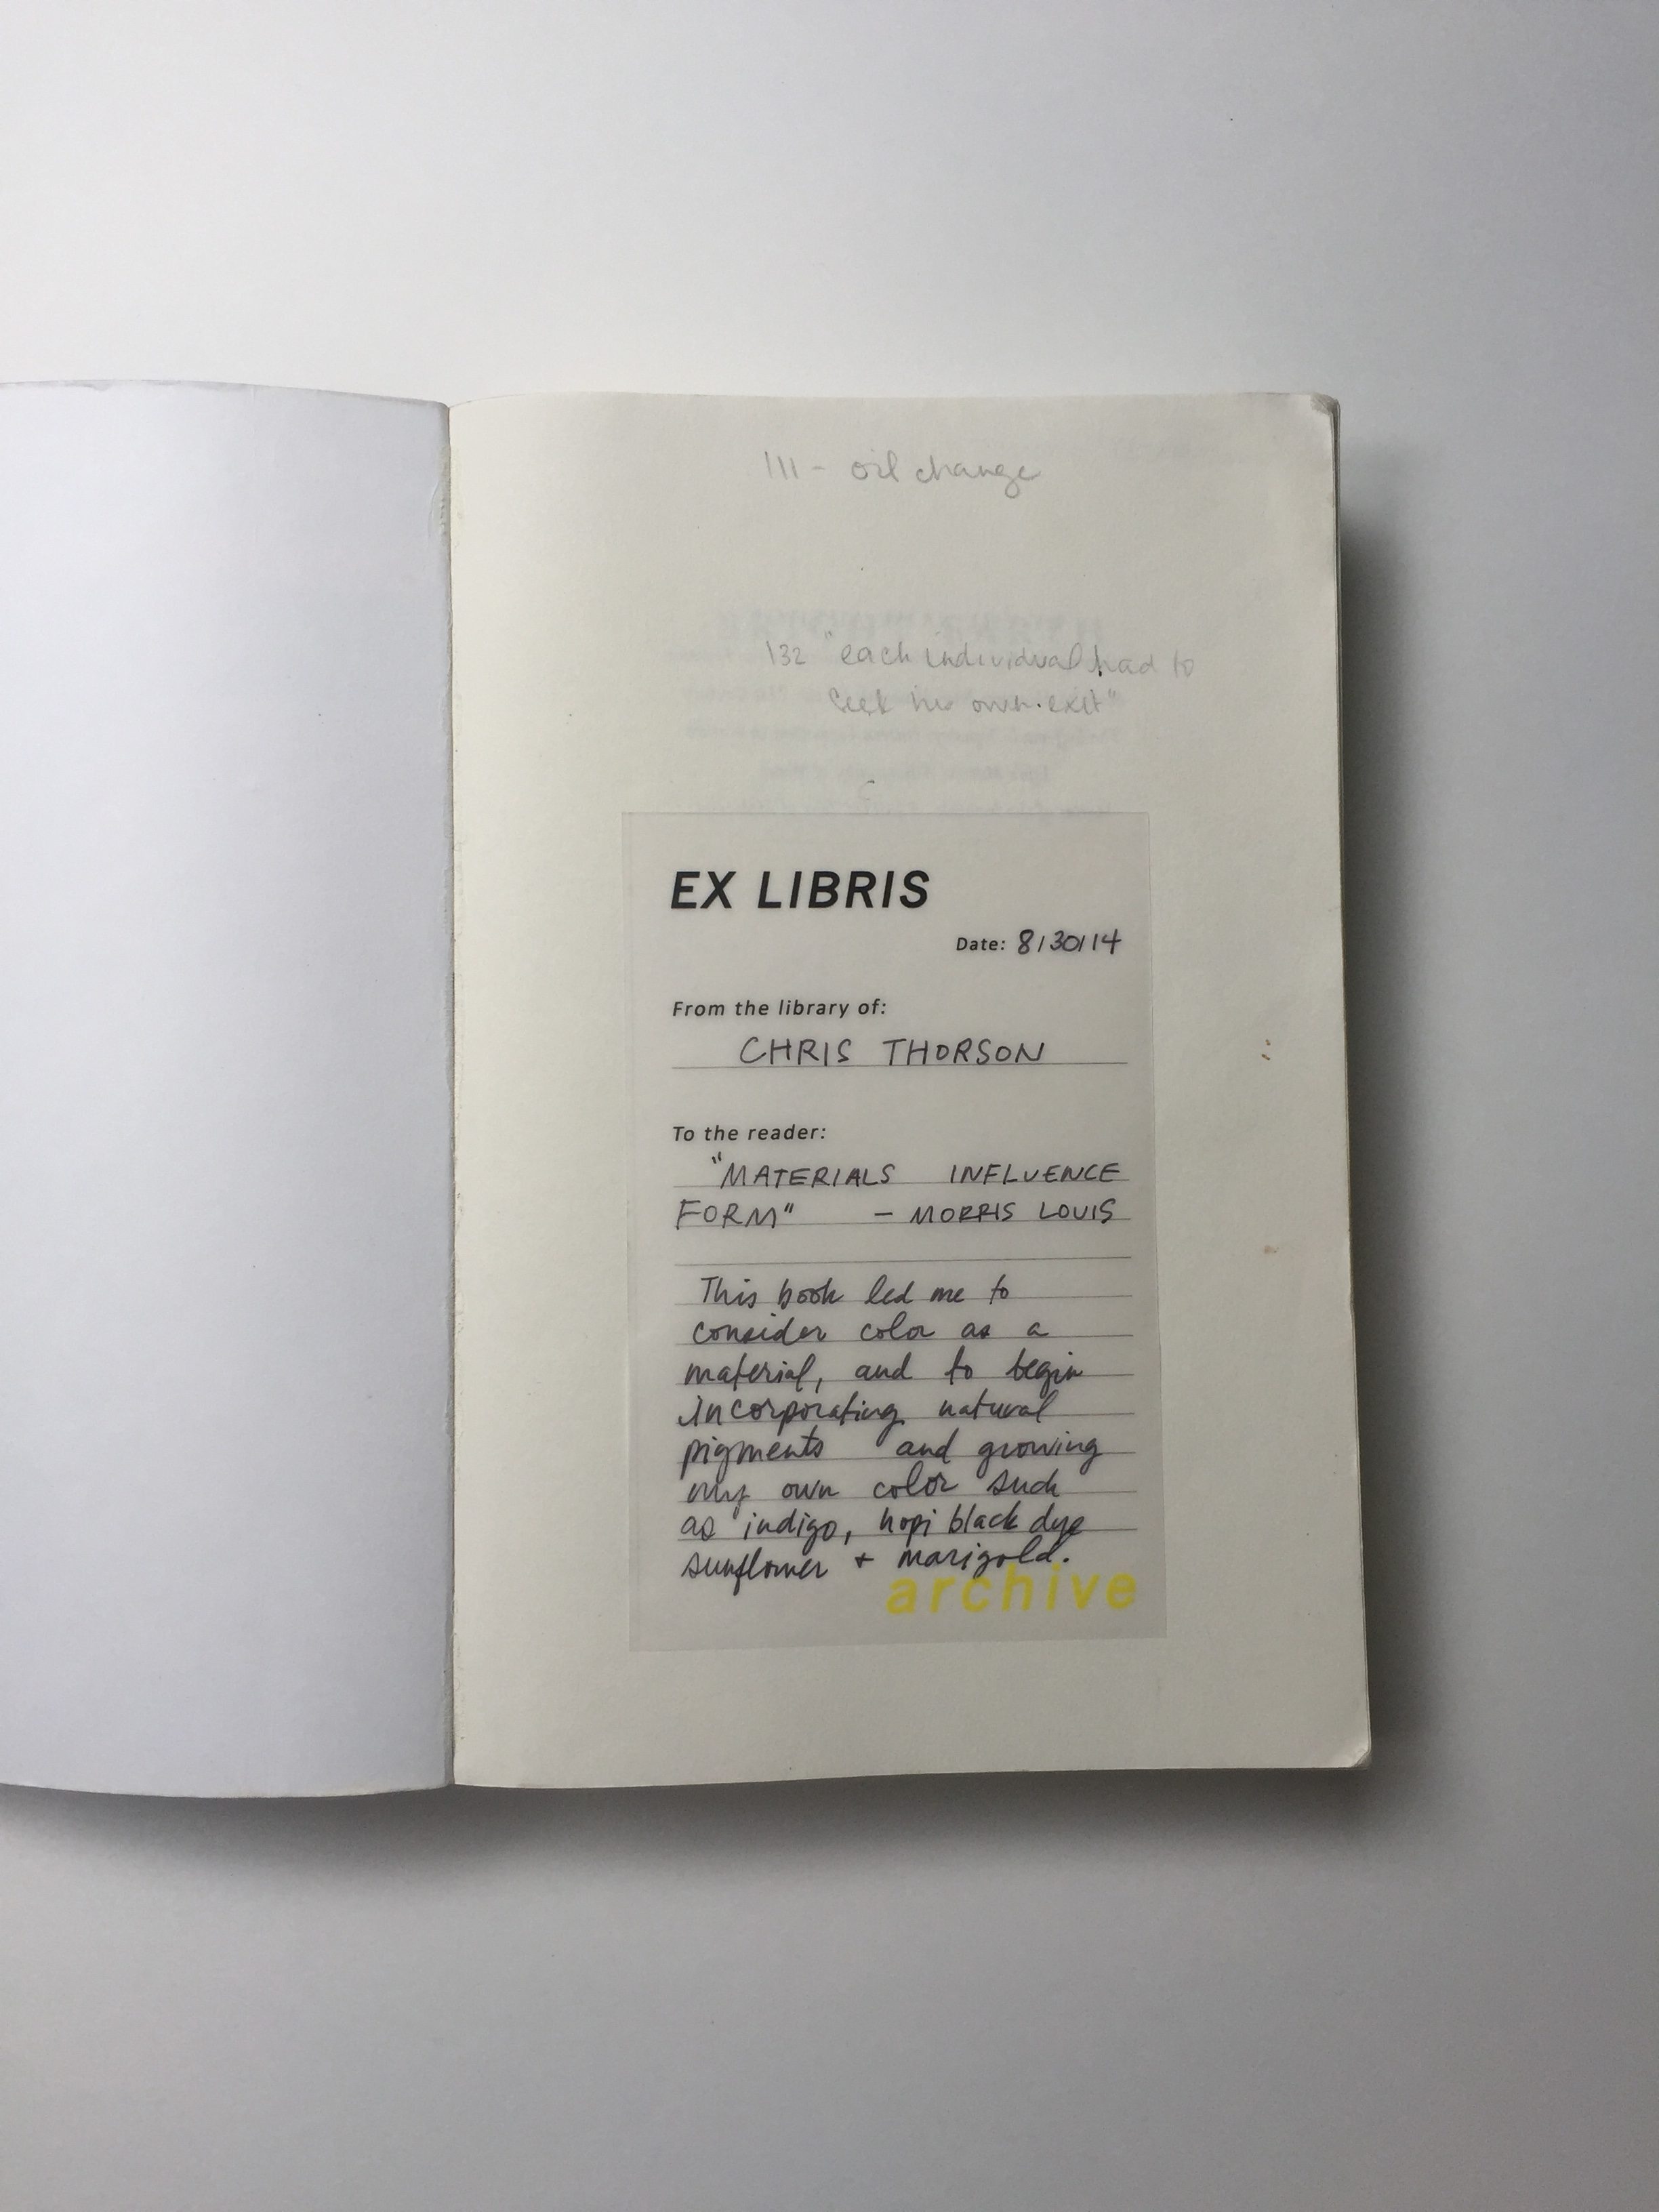 111 - oil change
132 "each individual had to
seek his own exit"
EX LIBRIS
Date: 8/30/14
From the library of:
CHRIS THORSON
To the reader:
"MATERIALS INFLUENCE
FORM" - MORRIS LOUIS
This book led me to
consider color as a
material, and to begin
incorporating natural
pigments and growing
my own color such
as indigo, hopi black dye
sunflower + marigold.
archive